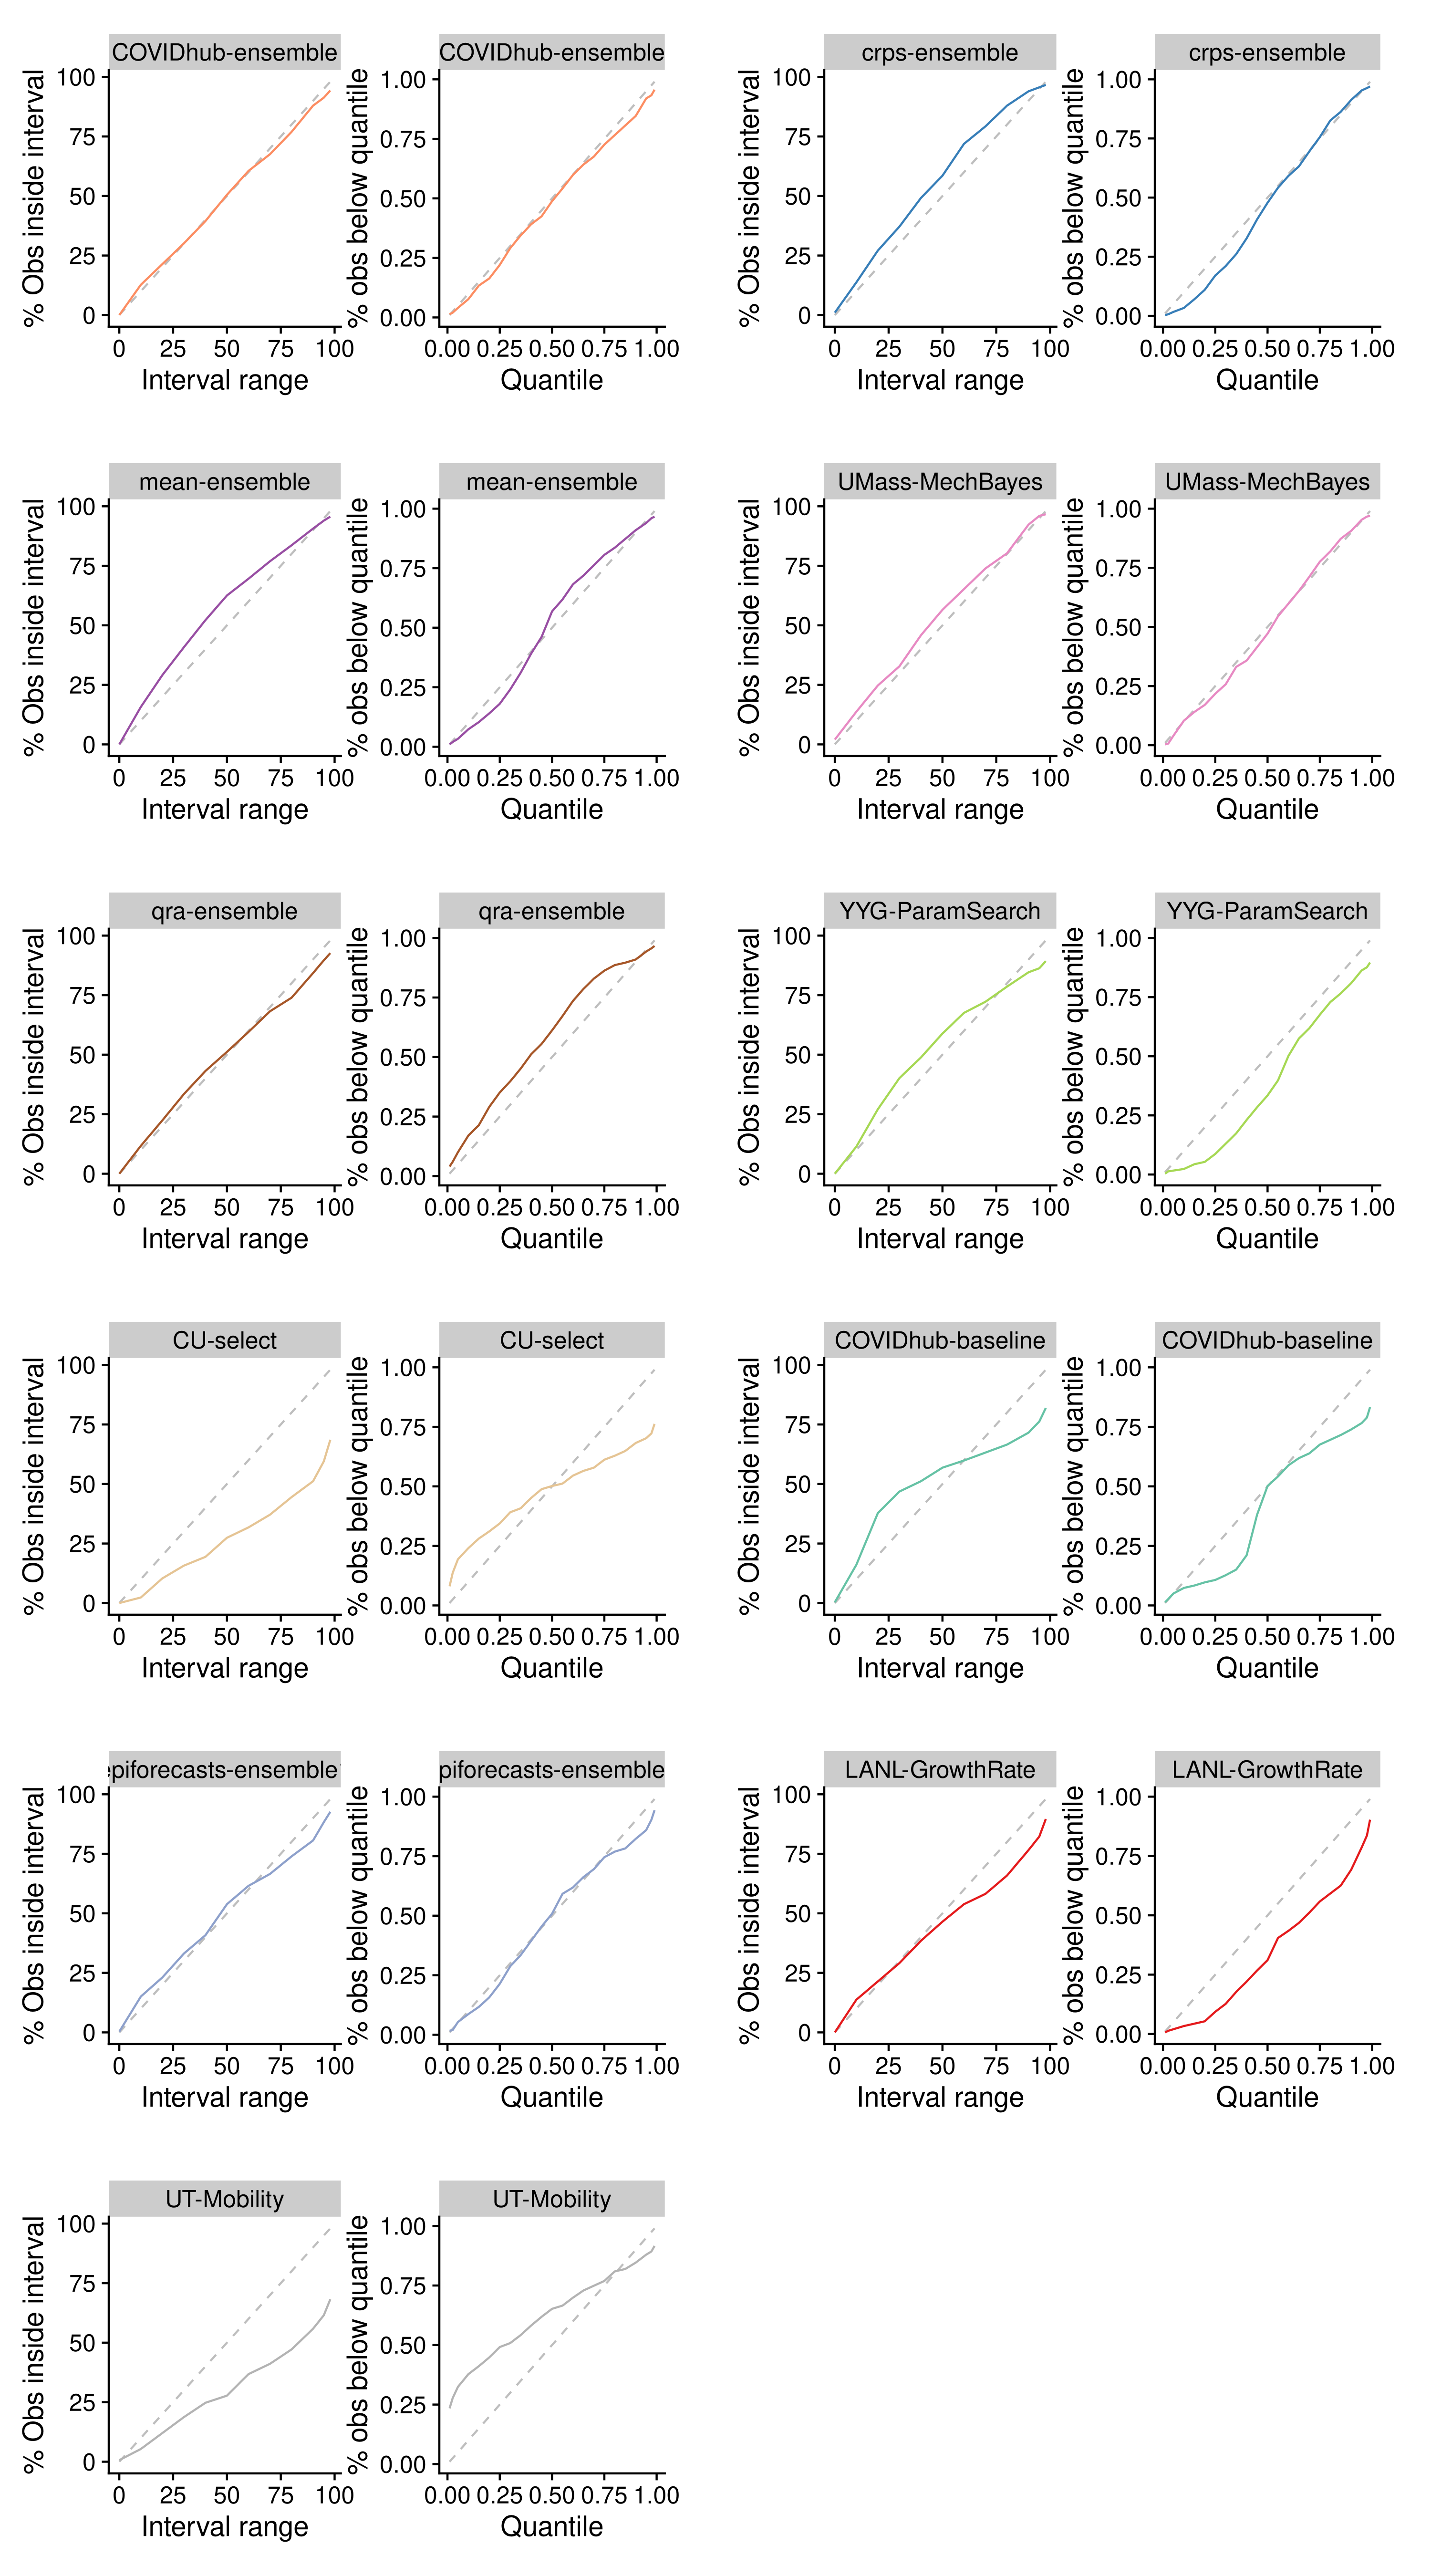 COVIDhub-ensemble COVIDhub-ensemble crps-ensemble crps-ensemble
% Obs inside interval
100
75
50
25
0
0 25 50 75 100
Interval range
% obs below quantile
1.00
0.75
0.50
0.25
0.00
0.00 0.25 0.50 0.75 1.00
Quantile
% Obs inside interval
100
75
50
25
0
0 25 50 75 100
Interval range
% obs below quantile
1.00
0.75
0.50
0.25
0.00
0.00 0.25 0.50 0.75 1.00
Quantile
mean-ensemble mean-ensemble UMass-MechBayes UMass-MechBayes
% Obs inside interval
100
75
50
25
0
0 25 50 75 100
Interval range
% obs below quantile
1.00
0.75
0.50
0.25
0.00
0.00 0.25 0.50 0.75 1.00
Quantile
% Obs inside interval
100
75
50
25
0
0 25 50 75 100
Interval range
% obs below quantile
1.00
0.75
0.50
0.25
0.00
0.00 0.25 0.50 0.75 1.00
Quantile
qra-ensemble qra-ensemble YYG-ParamSearch YYG-ParamSearch
% Obs inside interval
100
75
50
25
0
0 25 50 75 100
Interval range
% obs below quantile
1.00
0.75
0.50
0.25
0.00
0.00 0.25 0.50 0.75 1.00
Quantile
% Obs inside interval
100
75
50
25
0
0 25 50 75 100
Interval range
% obs below quantile
1.00
0.75
0.50
0.25
0.00
0.00 0.25 0.50 0.75 1.00
Quantile
CU-select CU-select COVIDhub-baseline COVIDhub-baseline
% Obs inside interval
100
75
50
25
0
0 25 50 75 100
Interval range
% obs below quantile
1.00
0.75
0.50
0.25
0.00
0.00 0.25 0.50 0.75 1.00
Quantile
% Obs inside interval
100
75
50
25
0
0 25 50 75 100
Interval range
% obs below quantile
1.00
0.75
0.50
0.25
0.00
0.00 0.25 0.50 0.75 1.00
Quantile
epiforecasts-ensemble piforecasts-ensemble LANL-GrowthRate LANL-GrowthRate
% Obs inside interval
100
75
50
25
0
0 25 50 75 100
Interval range
% obs below quantile
1.00
0.75
0.50
0.25
0.00
0.00 0.25 0.50 0.75 1.00
Quantile
% Obs inside interval
100
75
50
25
0
0 25 50 75 100
Interval range
% obs below quantile
1.00
0.75
0.50
0.25
0.00
0.00 0.25 0.50 0.75 1.00
Quantile
UT-Mobility UT-Mobility
% Obs inside interval
100
75
50
25
0
0 25 50 75 100
Interval range
% obs below quantile
1.00
0.75
0.50
0.25
0.00
0.00 0.25 0.50 0.75 1.00
Quantile